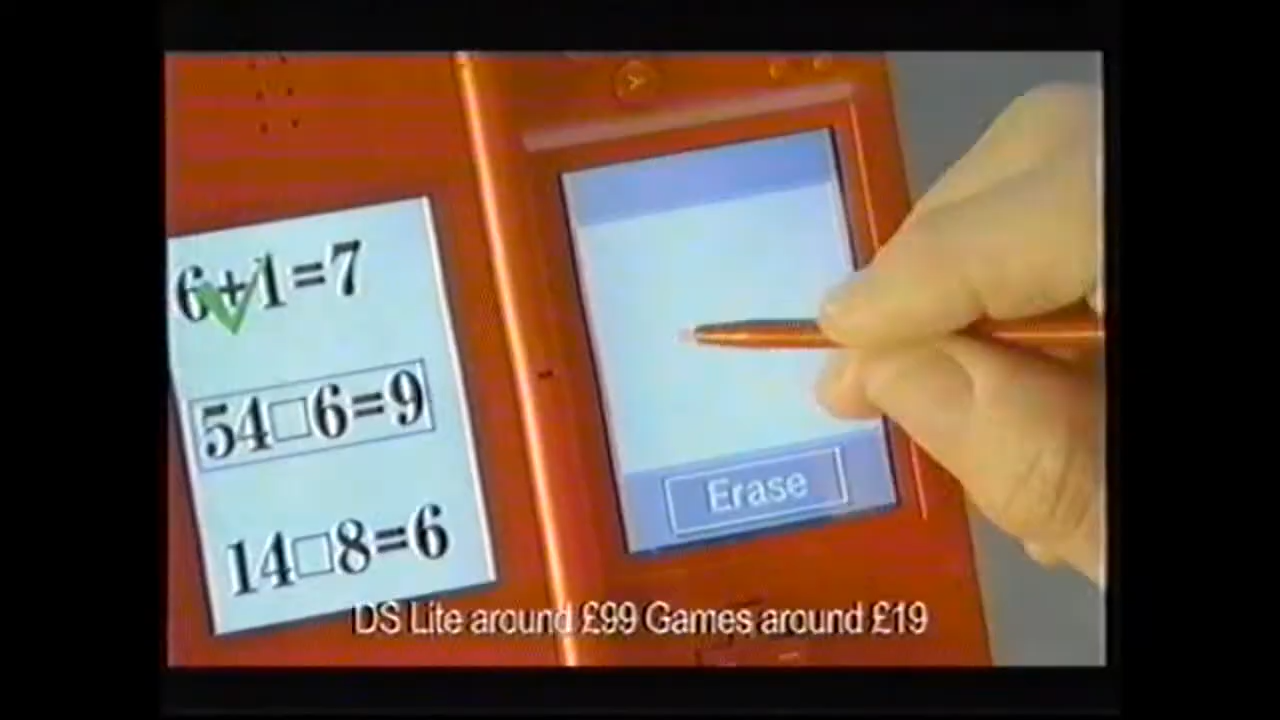 6+1=7
54□6=9
14□8=6
Erase
DS Lite around £99 Games around £19